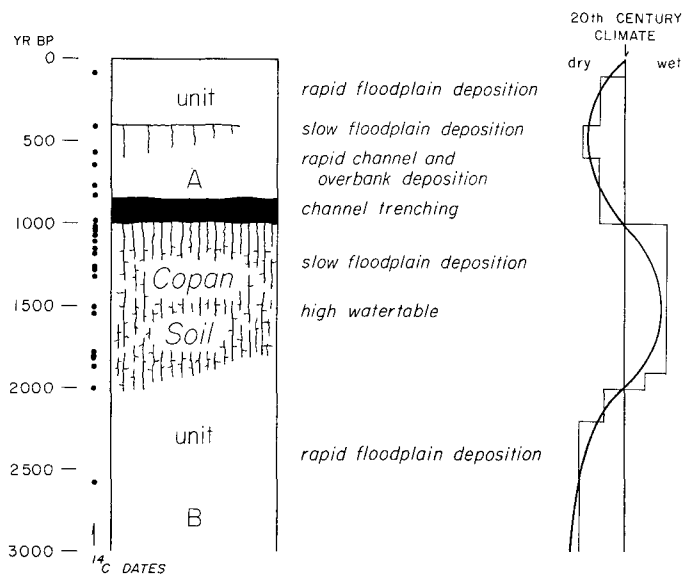 20th CENTURY
CLIMATE
YR BP
0
dry
wet
unit
rapid floodplain deposition
500
slow floodplain deposition
rapid channel and
overbank deposition
A
channel trenching
1000
slow floodplain deposition
Copan
1500
high watertable
Soil
2000
unit
rapid floodplain deposition
2500
B
3000
14C DATES